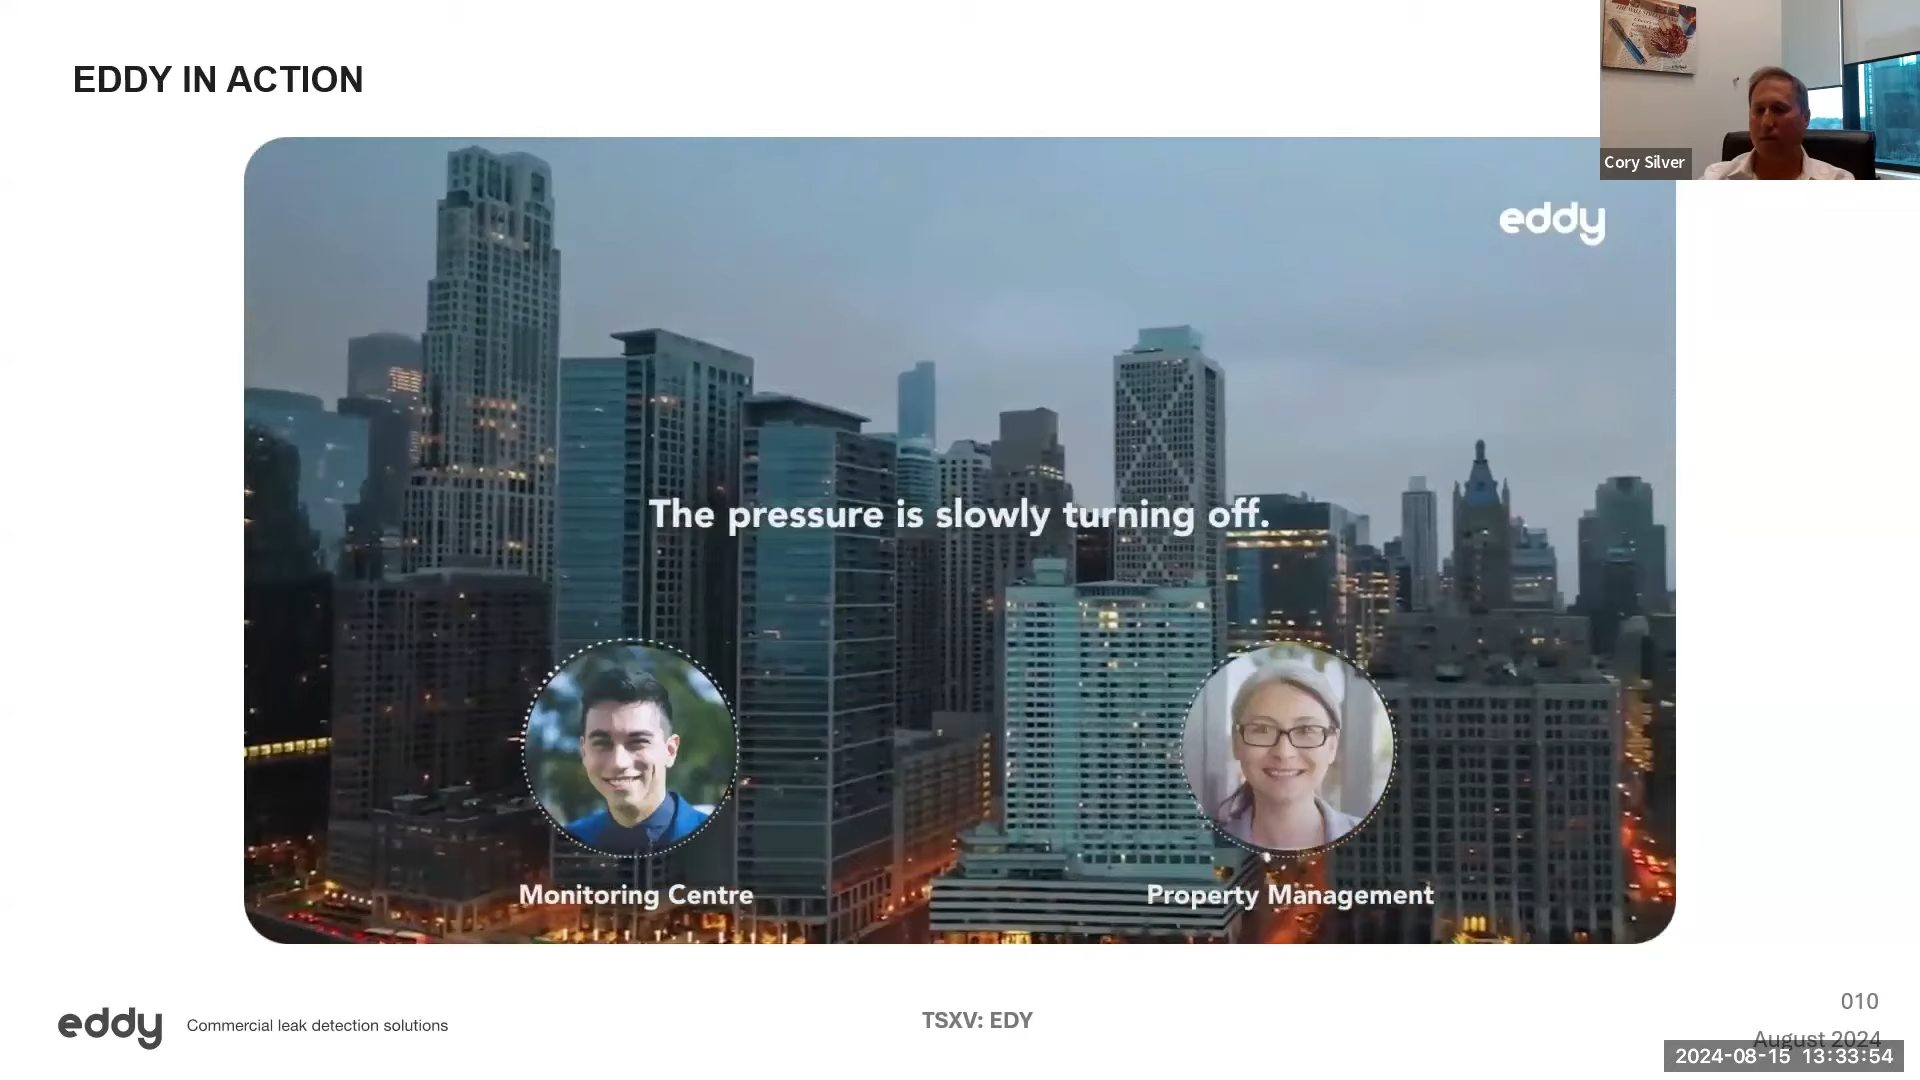 EDDY IN ACTION
Cory Silver
eddy
The pressure is slowly turning off.
Monitoring Centre
Property Management
eddy
Commercial leak detection solutions
TSXV: EDY
010
August 2024
2024-08-15 13:33:54